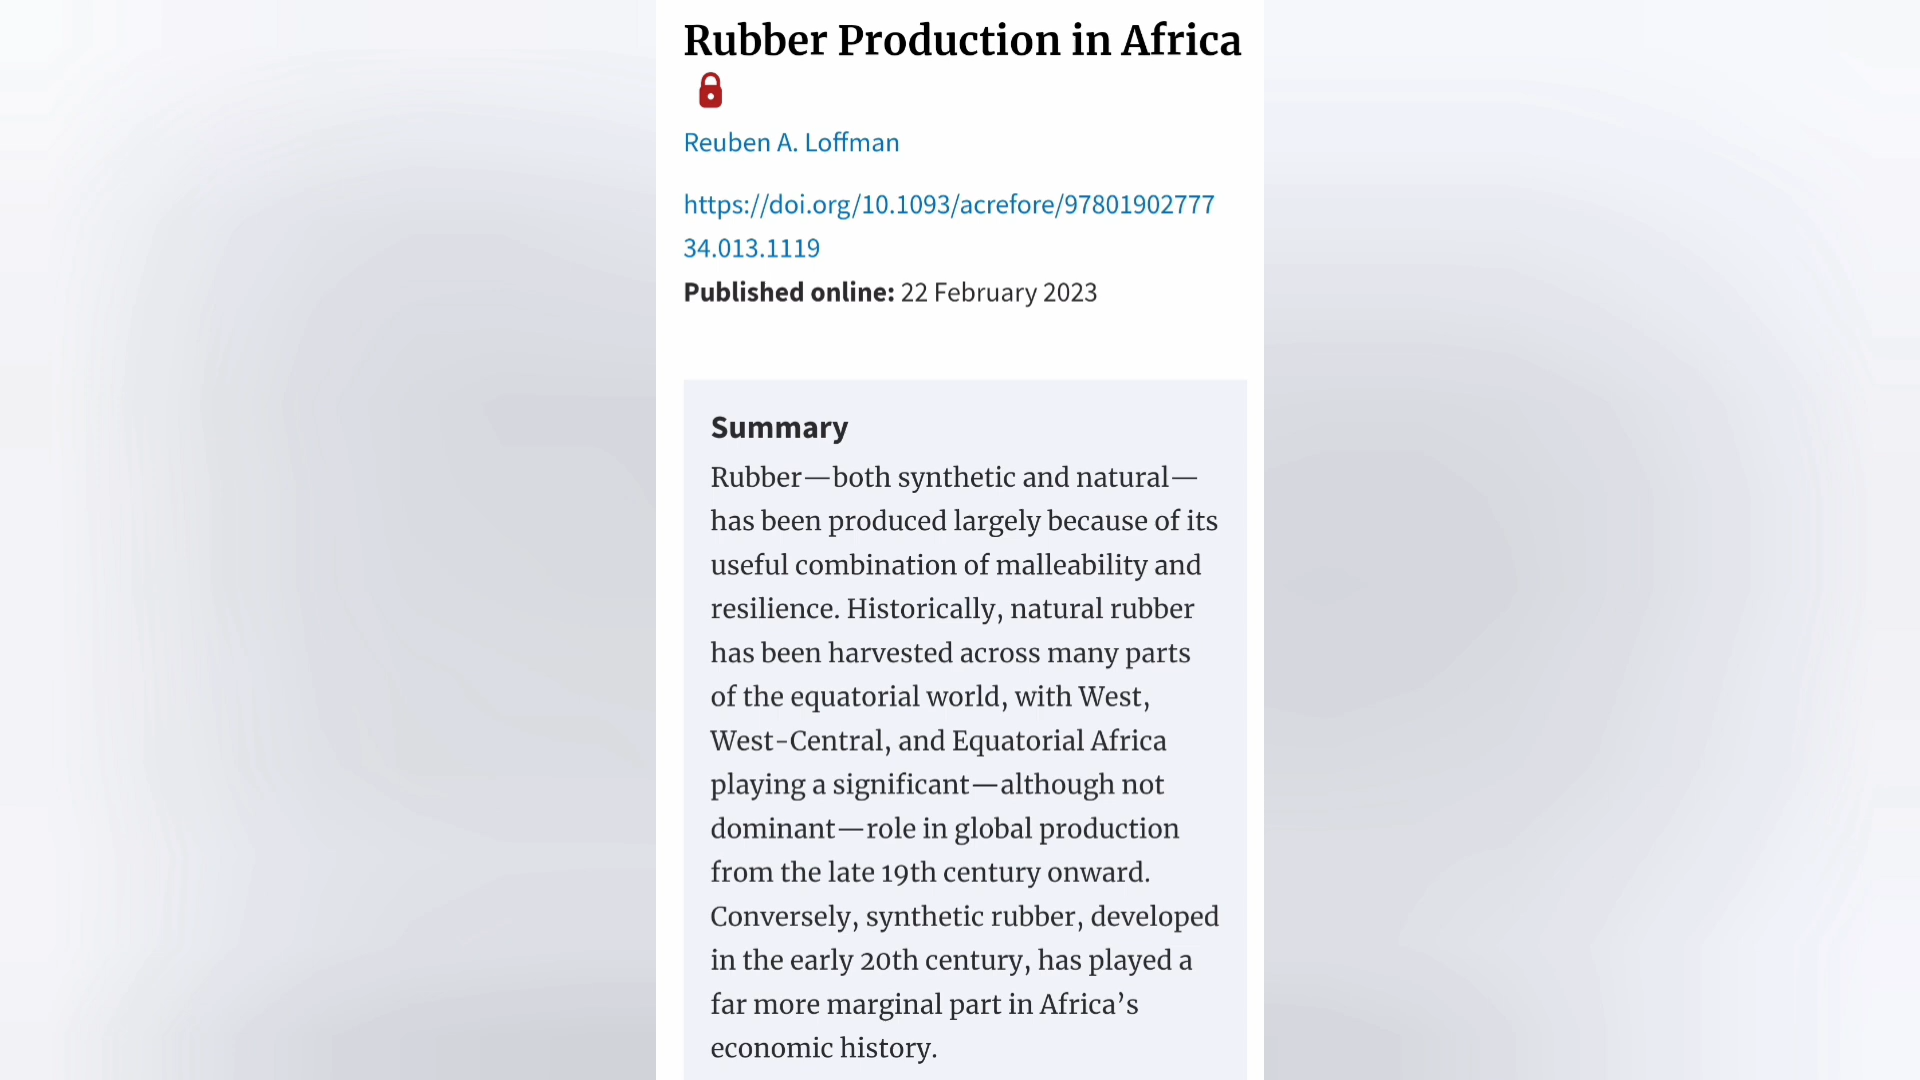 Rubber Production in Africa
Reuben A. Loffman
https://doi.org/10.1093/acrefore/97801902777
34.013.1119
Published online: 22 February 2023
Summary
Rubber—both synthetic and natural—
has been produced largely because of its
useful combination of malleability and
resilience. Historically, natural rubber
has been harvested across many parts
of the equatorial world, with West,
West-Central, and Equatorial Africa
playing a significant—although not
dominant—role in global production
from the late 19th century onward.
Conversely, synthetic rubber, developed
in the early 20th century, has played a
far more marginal part in Africa’s
economic history.